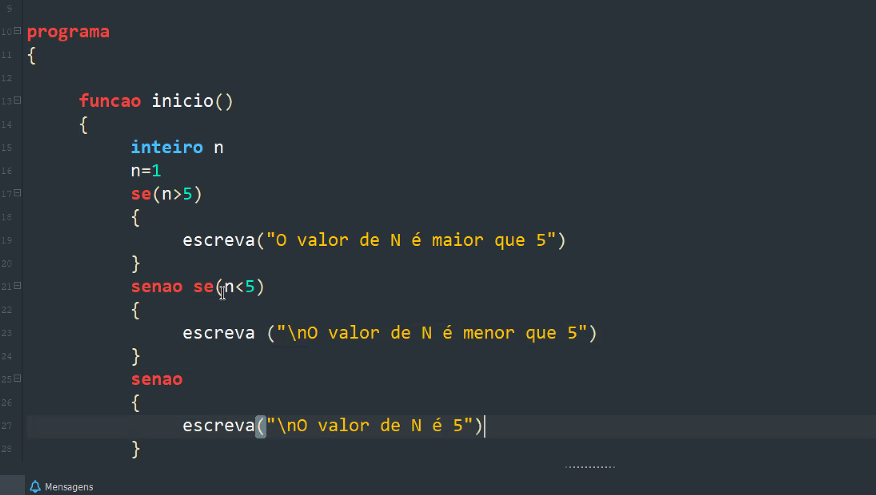 9
10 programa
11 {
12
13 funcao inicio()
14 {
15 inteiro n
16 n=1
17 se(n>5)
18 {
19 escreva("O valor de N é maior que 5")
20 }
21 senao se(n<5)
22 {
23 escreva ("\nO valor de N é menor que 5")
24 }
25 senao
26 {
27 escreva("\nO valor de N é 5")
28 }
Mensagens